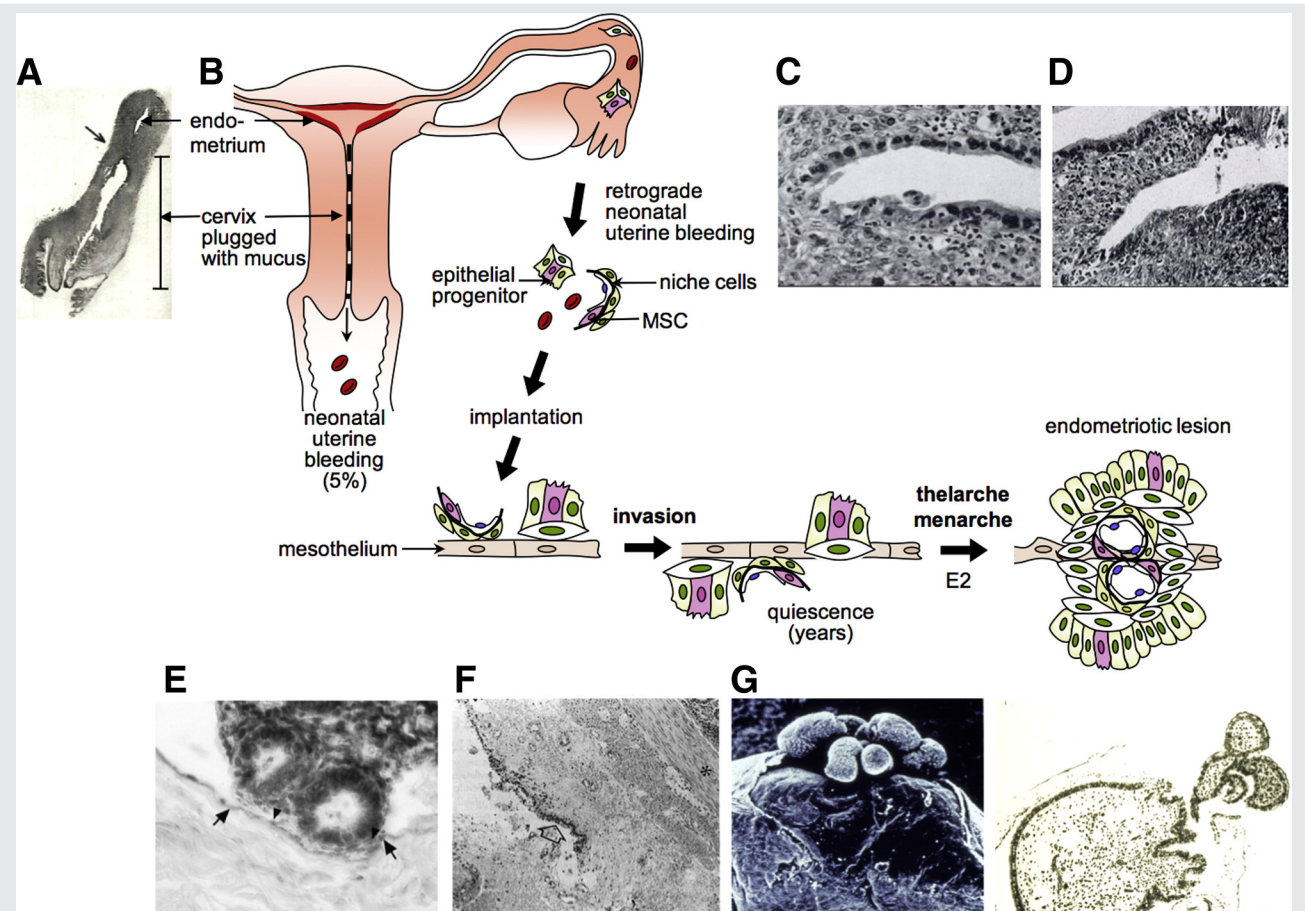 A
B
C
D
endo-
metrium
cervix
plugged
with mucus
retrograde
neonatal
uterine bleeding
epithelial
progenitor
niche cells
MSC
neonatal
uterine
bleeding
(5%)
implantation
endometriotic lesion
mesothelium
invasion
thelarche
menarche
E2
quiescence
(years)
E
F
G
*